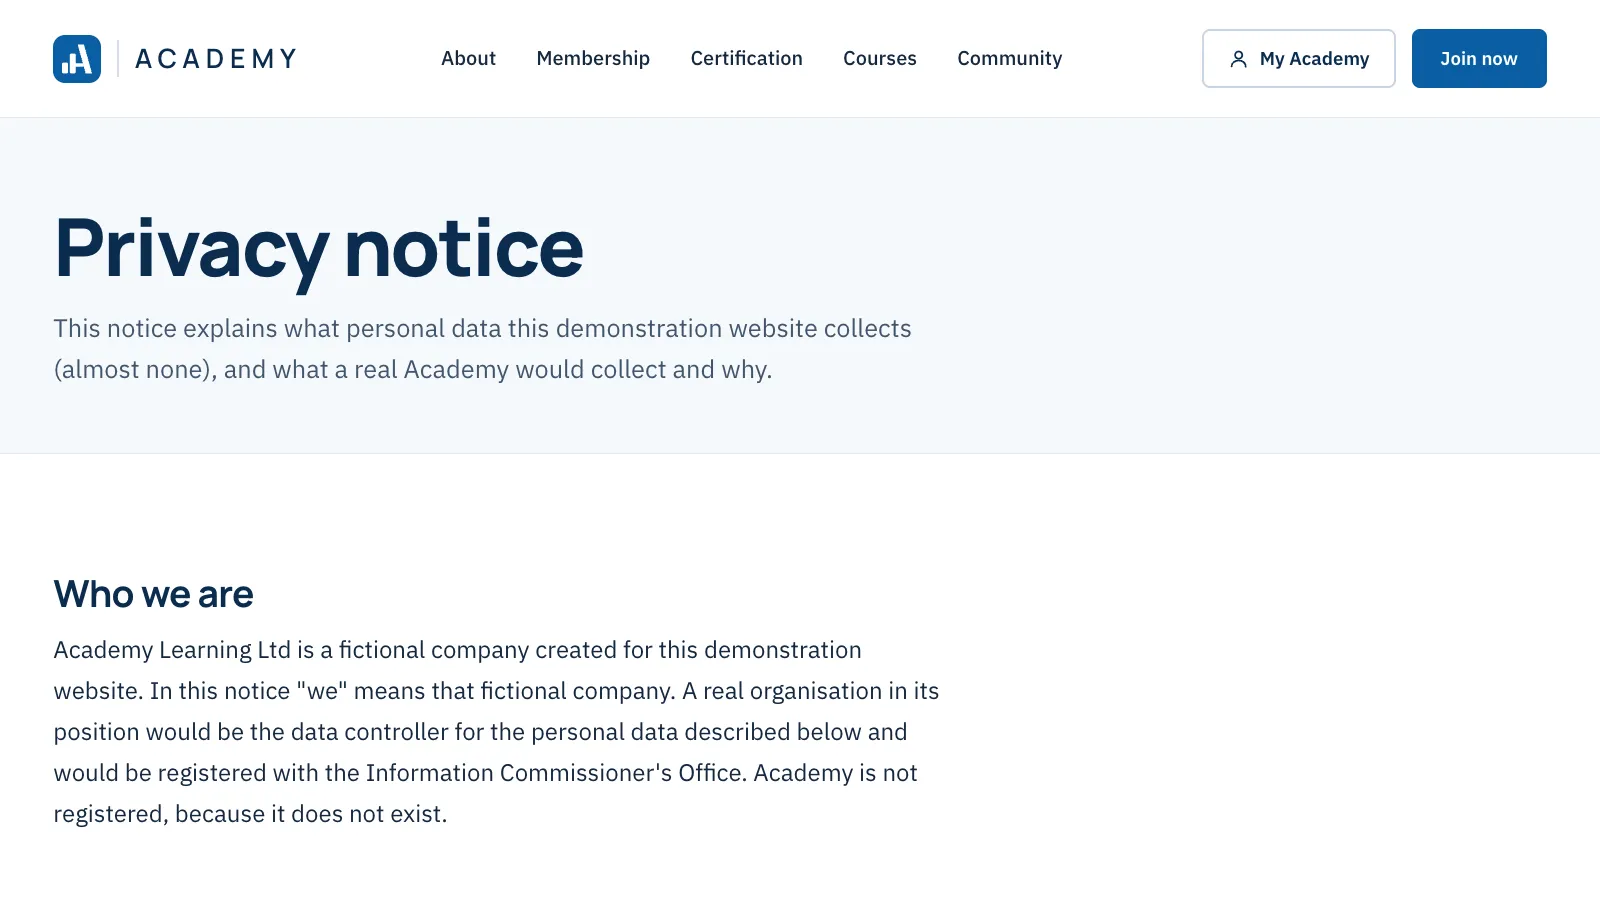 ACADEMY
About
Membership
Certification
Courses
Community
My Academy
Join now
Privacy notice
This notice explains what personal data this demonstration website collects
(almost none), and what a real Academy would collect and why.
Who we are
Academy Learning Ltd is a fictional company created for this demonstration
website. In this notice "we" means that fictional company. A real organisation in its
position would be the data controller for the personal data described below and
would be registered with the Information Commissioner's Office. Academy is not
registered, because it does not exist.